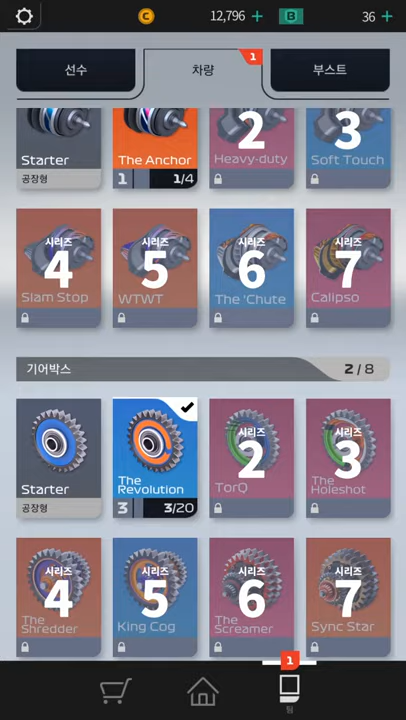 12,796
36
선수
차량
1
부스트
Starter
공장형
The Anchor
1
1/4
2
Heavy-duty
3
Soft Touch
시리즈
4
Slam Stop
시리즈
5
WTWT
시리즈
6
The 'Chute
시리즈
7
Calipso
기어박스
2/8
Starter
공장형
The
Revolution
3
3/20
시리즈
2
TorQ
시리즈
3
The
Holeshot
시리즈
4
The
Shredder
시리즈
5
King Cog
시리즈
6
The
Screamer
시리즈
7
Sync Star
1
팀